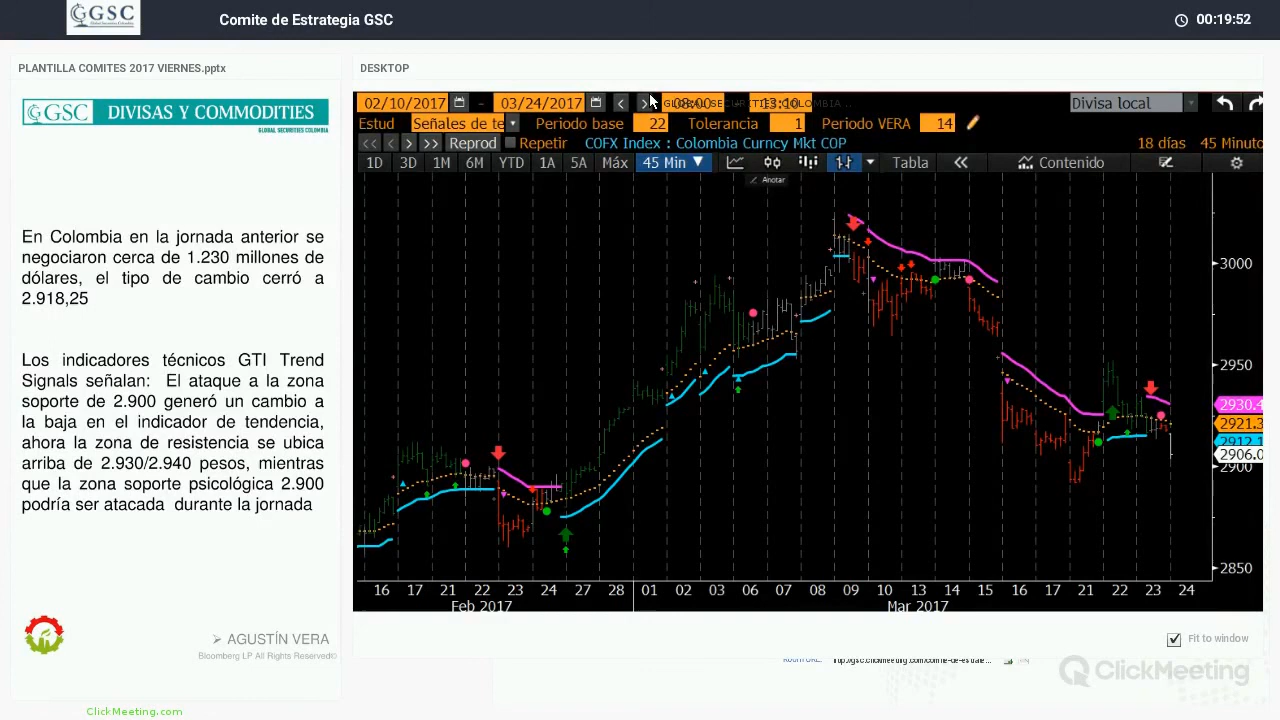 GSC
Comite de Estrategia GSC
00:19:52
PLANTILLA COMITES 2017 VIERNES.pptx
DESKTOP
GSC DIVISAS Y COMMODITIES
GLOBAL SECURITIES COLOMBIA
En Colombia en la jornada anterior se
negociaron cerca de 1.230 millones de
dólares, el tipo de cambio cerró a
2.918,25
Los indicadores técnicos GTI Trend
Signals señalan: El ataque a la zona
soporte de 2.900 generó un cambio a
la baja en el indicador de tendencia,
ahora la zona de resistencia se ubica
arriba de 2.930/2.940 pesos, mientras
que la zona soporte psicológica 2.900
podría ser atacada durante la jornada
AGUSTÍN VERA
Bloomberg LP All Rights Reserved©
ClickMeeting.com
02/10/2017 - 03/24/2017 08:00 - 13:10 Divisa local
GLOBAL SECURITIES COLOMBIA ..
Estud Señales de te Periodo base 22 Tolerancia 1 Periodo VERA 14
<< < > >> Reprod Repetir COFX Index : Colombia Curncy Mkt COP 18 días 45 Minuto
1D 3D 1M 6M YTD 1A 5A Máx 45 Min Tabla Contenido
Anotar
3000
2950
2930.4
2921.3
2912.1
2906.0
2900
2850
16 17 21 22 23 24 27 28 01 02 03 06 07 08 09 10 13 14 15 16 17 21 22 23 24
Feb 2017 Mar 2017
Fit to window
ClickMeeting